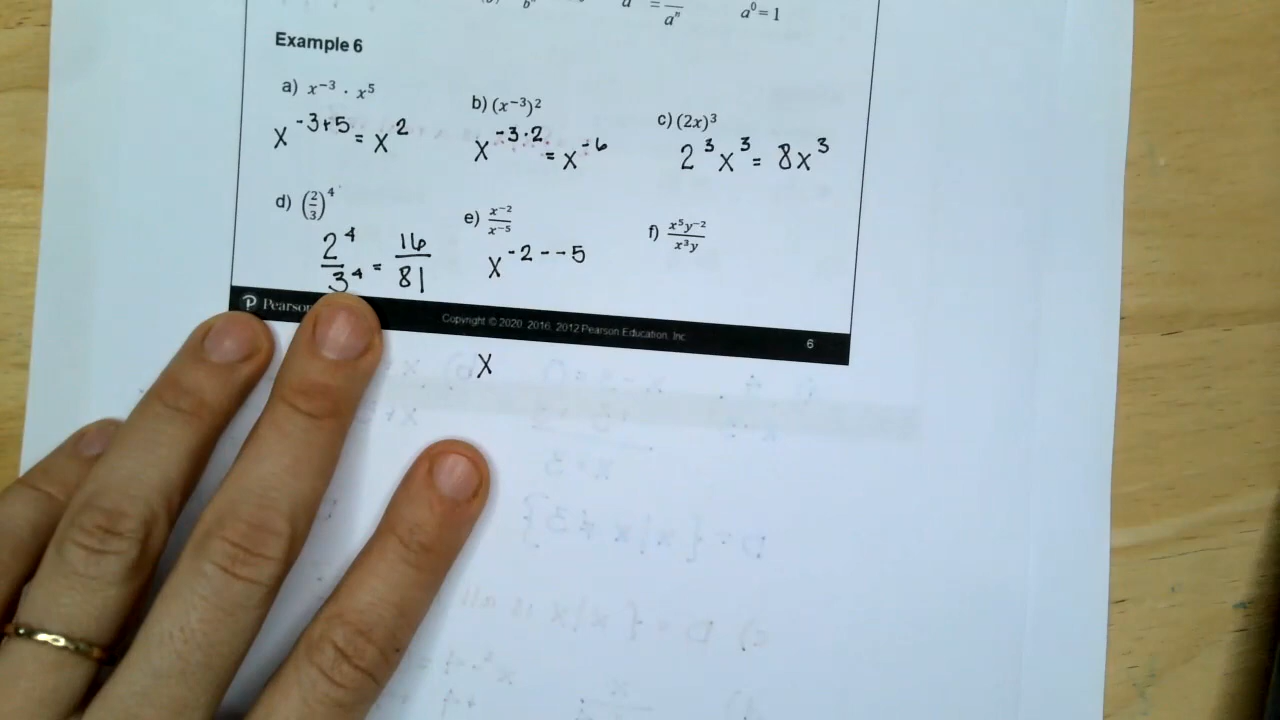 a⁰ = 1
aⁿ
Example 6
a) x⁻³ · x⁵
b) (x⁻³)²
c) (2x)³
x⁻³⁺⁵ = x²
x⁻³·² = x⁻⁶
2³x³ = 8x³
d) (2/3)⁴
e) x⁻²/x⁻⁵
f) x⁵y⁻²/x³y
2⁴/3⁴ = 16/81
x^-2--5
P Pearson
Copyright © 2020, 2016, 2012 Pearson Education, Inc.
6
x